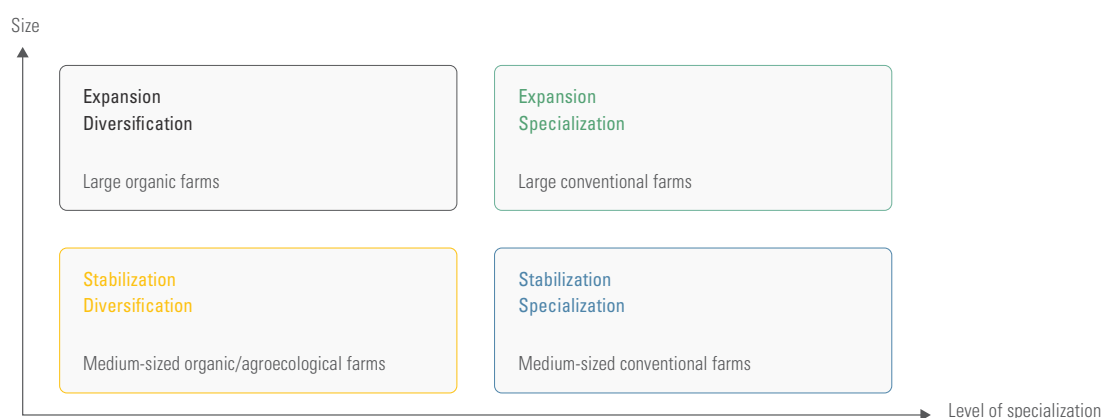 Size
Expansion
Diversification
Large organic farms
Expansion
Specialization
Large conventional farms
Stabilization
Diversification
Medium-sized organic/agroecological farms
Stabilization
Specialization
Medium-sized conventional farms
Level of specialization